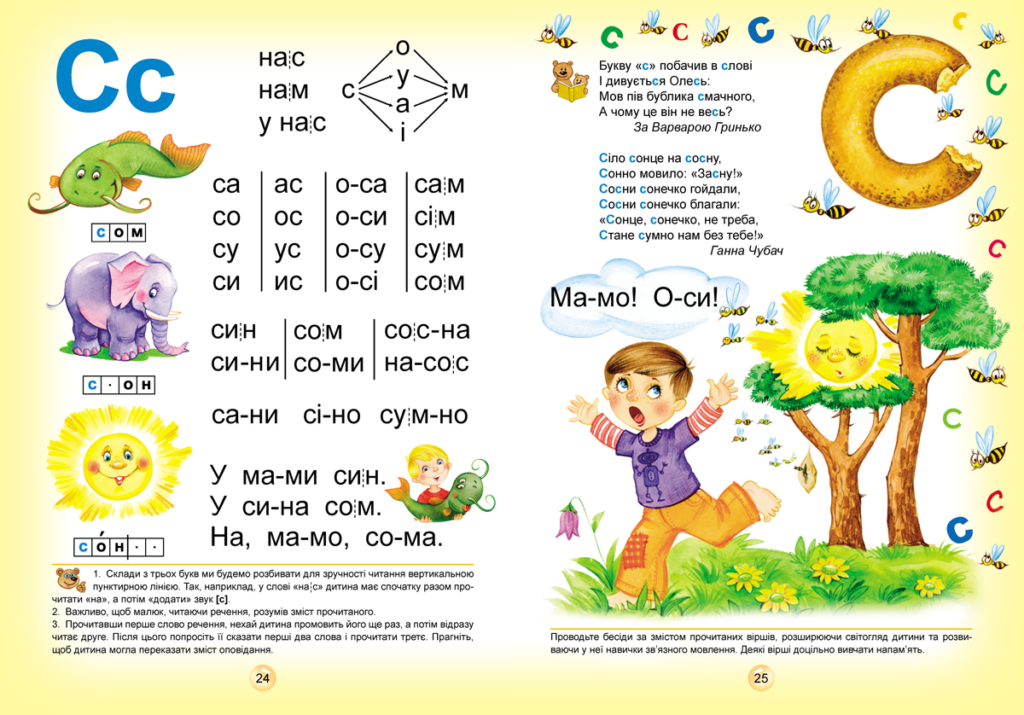 Сс
нас
нам
у нас
о
у
с а м
і
сом
с·он
со́н··
са ас о-са сам
со ос о-си сім
су ус о-су сум
си ис о-сі сом
син сом сос-на
си-ни со-ми на-сос
са-ни сі-но сум-но
У ма-ми син.
У си-на сом.
На, ма-мо, со-ма.
1. Склади з трьох букв ми будемо розбивати для зручності читання вертикальною
пунктирною лінією. Так, наприклад, у слові «на¦с» дитина має спочатку разом про-
читати «на», а потім «додати» звук [с].
2. Важливо, щоб малюк, читаючи речення, розумів зміст прочитаного.
3. Прочитавши перше слово речення, нехай дитина промовить його ще раз, а потім відразу
читає друге. Після цього попросіть її сказати перші два слова і прочитати третє. Прагніть,
щоб дитина могла переказати зміст оповідання.
24
Букву «с» побачив в слові
І дивується Олесь:
Мов пів бублика смачного,
А чому це він не весь?
За Варварою Гринько
Сіло сонце на сосну,
Сонно мовило: «Засну!»
Сосни сонечко гойдали,
Сосни сонечко благали:
«Сонце, сонечко, не треба,
Стане сумно нам без тебе!»
Ганна Чубач
Ма-мо! О-си!
Проводьте бесіди за змістом прочитаних віршів, розширюючи світогляд дитини та розви-
ваючи у неї навички зв’язного мовлення. Деякі вірші доцільно вивчати напам’ять.
25